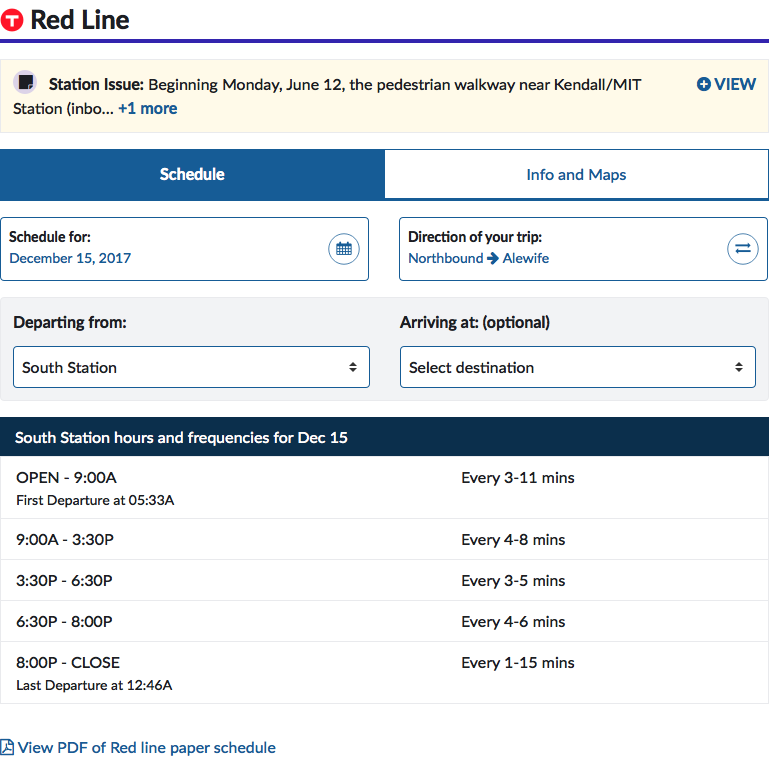 T Red Line
Station Issue: Beginning Monday, June 12, the pedestrian walkway near Kendall/MIT
Station (inbo... +1 more
VIEW
Schedule
Info and Maps
Schedule for:
December 15, 2017
Direction of your trip:
Northbound → Alewife
Departing from:
South Station
Arriving at: (optional)
Select destination
South Station hours and frequencies for Dec 15
OPEN - 9:00A Every 3-11 mins
First Departure at 05:33A
9:00A - 3:30P Every 4-8 mins
3:30P - 6:30P Every 3-5 mins
6:30P - 8:00P Every 4-6 mins
8:00P - CLOSE Every 1-15 mins
Last Departure at 12:46A
View PDF of Red line paper schedule